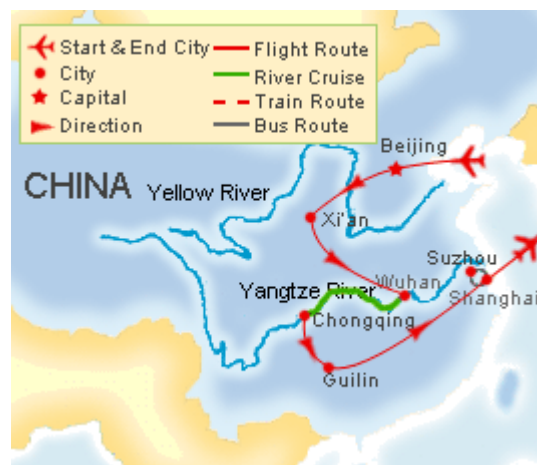 Start & End City
Flight Route
City
River Cruise
Capital
Train Route
Direction
Bus Route
Beijing
CHINA
Yellow River
Xi'an
Suzhou
Wuhan
Yangtze River
Shanghai
Chongqing
Guilin